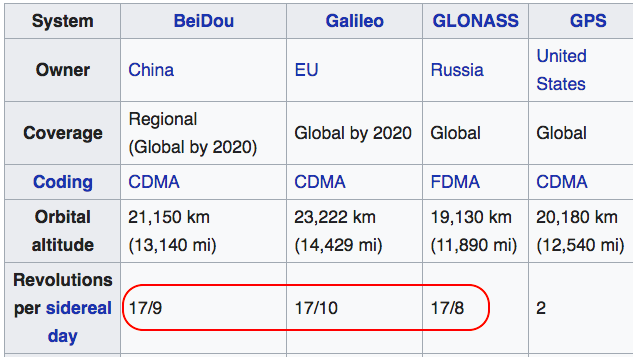 System BeiDou Galileo GLONASS GPS
Owner China EU Russia United States
Coverage Regional (Global by 2020) Global by 2020 Global Global
Coding CDMA CDMA FDMA CDMA
Orbital altitude 21,150 km (13,140 mi) 23,222 km (14,429 mi) 19,130 km (11,890 mi) 20,180 km (12,540 mi)
Revolutions per sidereal day 17/9 17/10 17/8 2